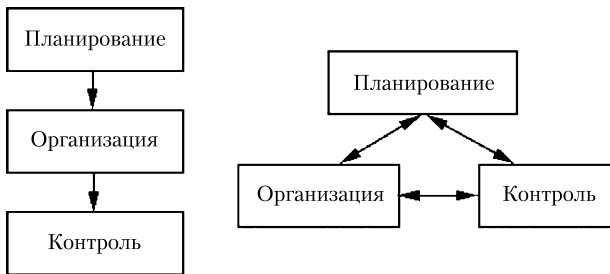 Планирование
Организация
Контроль
Планирование
Организация
Контроль